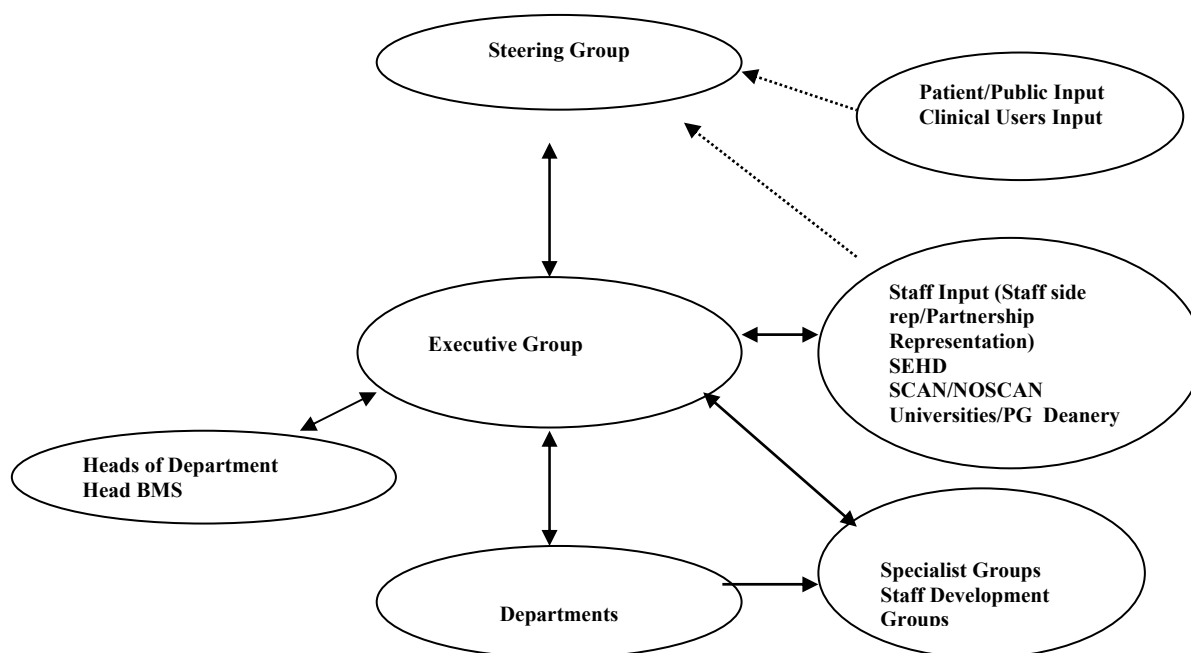 Steering Group
Patient/Public Input
Clinical Users Input
Staff Input (Staff side
rep/Partnership
Representation)
SEHD
SCAN/NOSCAN
Universities/PG Deanery
Executive Group
Heads of Department
Head BMS
Specialist Groups
Staff Development
Groups
Departments